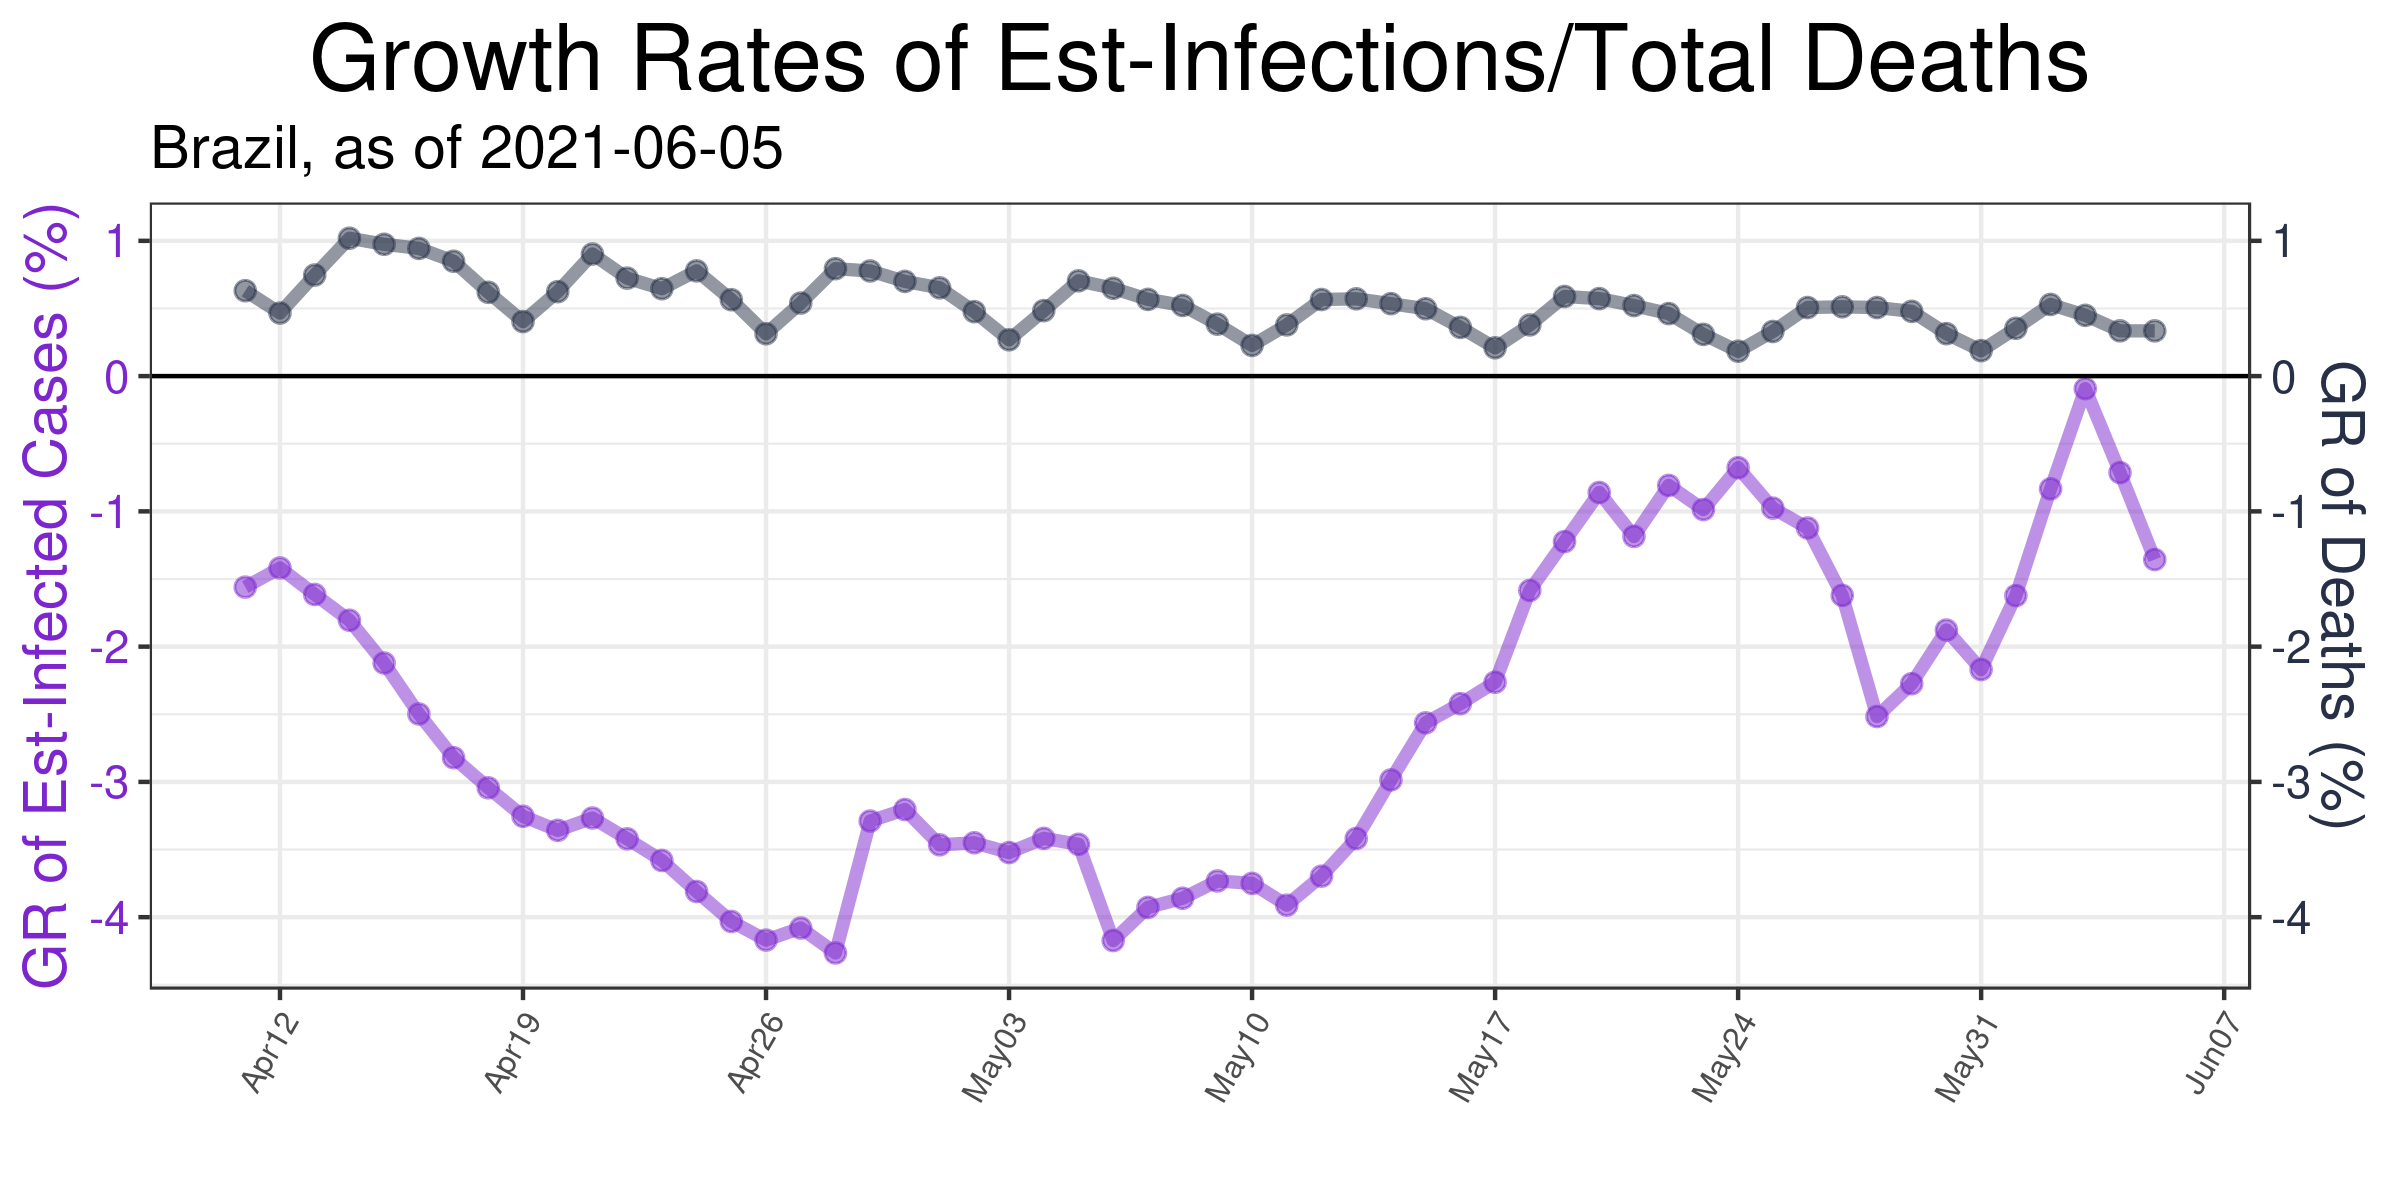 Growth Rates of Est-Infections/Total Deaths
Brazil, as of 2021-06-05
GR of Est-Infected Cases (%)
1
0
-1
-2
-3
-4
1
0
-1
-2
-3
-4
GR of Deaths (%)
Apr12
Apr19
Apr26
May03
May10
May17
May24
May31
Jun07